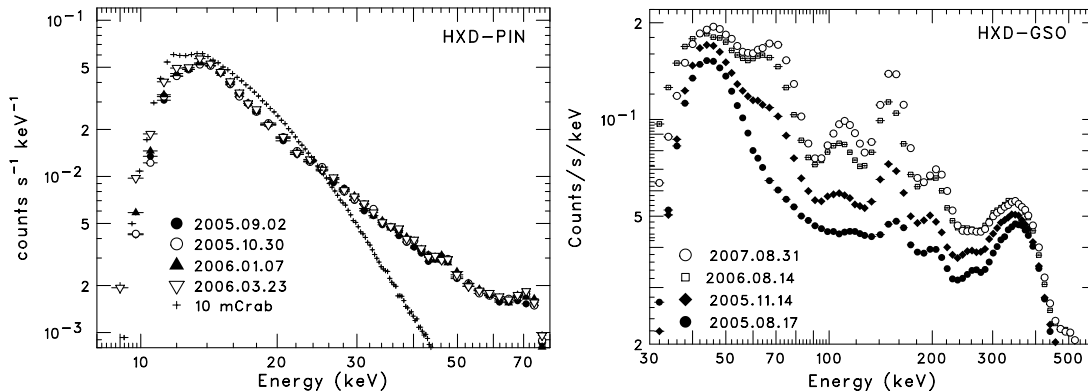 HXD-PIN
10⁻¹
5
2
10⁻²
5
2
10⁻³
counts s⁻¹ keV⁻¹
2005.09.02
2005.10.30
2006.01.07
2006.03.23
10 mCrab
10 20 30 50 70
Energy (keV)
HXD-GSO
2
10⁻¹
5
2
Counts/s/keV
2007.08.31
2006.08.14
2005.11.14
2005.08.17
30 50 100 200 300 500
Energy (keV)